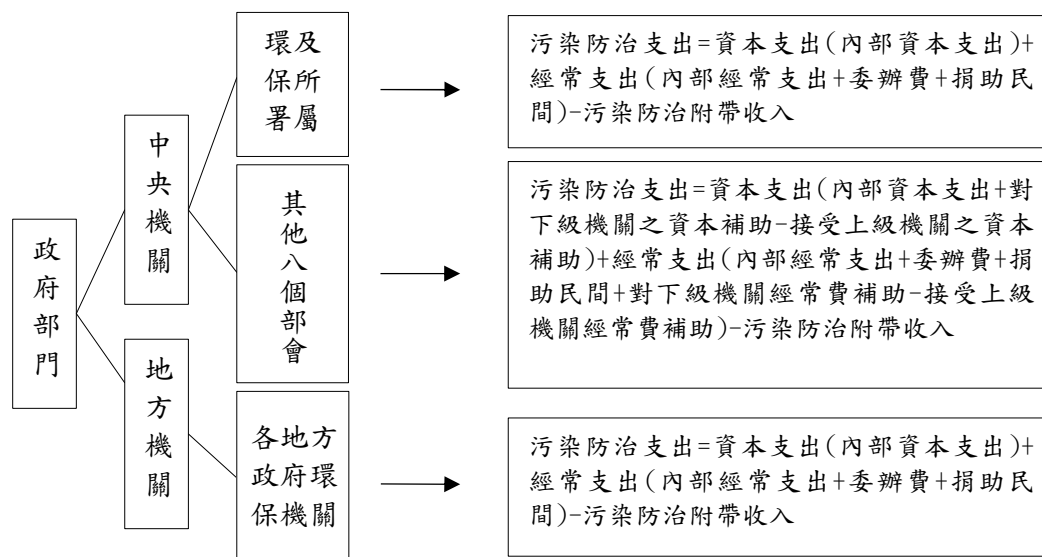 政府部門
中央機關
地方機關
環及
保所
署屬
其他八個部會
各地方
政府環
保機關
污染防治支出=資本支出(內部資本支出)+
經常支出(內部經常支出+委辦費+捐助民
間)-污染防治附帶收入
污染防治支出=資本支出(內部資本支出+對
下級機關之資本補助-接受上級機關之資本
補助)+經常支出(內部經常支出+委辦費+捐
助民間+對下級機關經常費補助-接受上級
機關經常費補助)-污染防治附帶收入
污染防治支出=資本支出(內部資本支出)+
經常支出(內部經常支出+委辦費+捐助民
間)-污染防治附帶收入